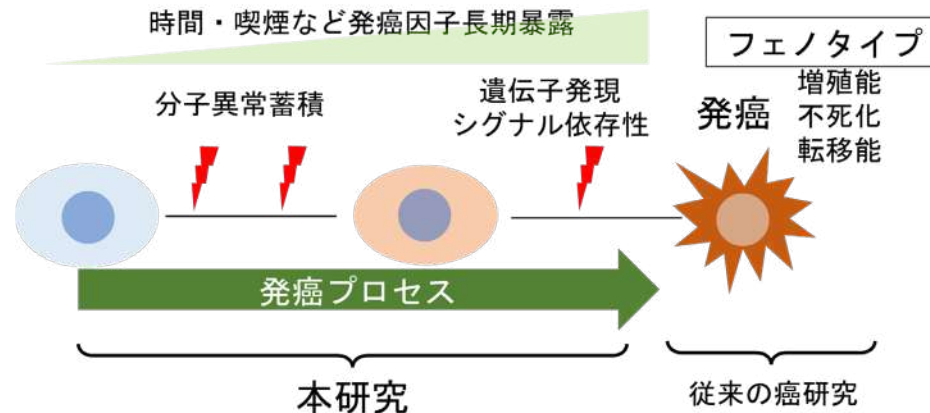 時間・喫煙など発癌因子長期暴露
フェノタイプ
増殖能
不死化
転移能
分子異常蓄積
遺伝子発現
シグナル依存性
発癌
発癌プロセス
本研究
従来の癌研究